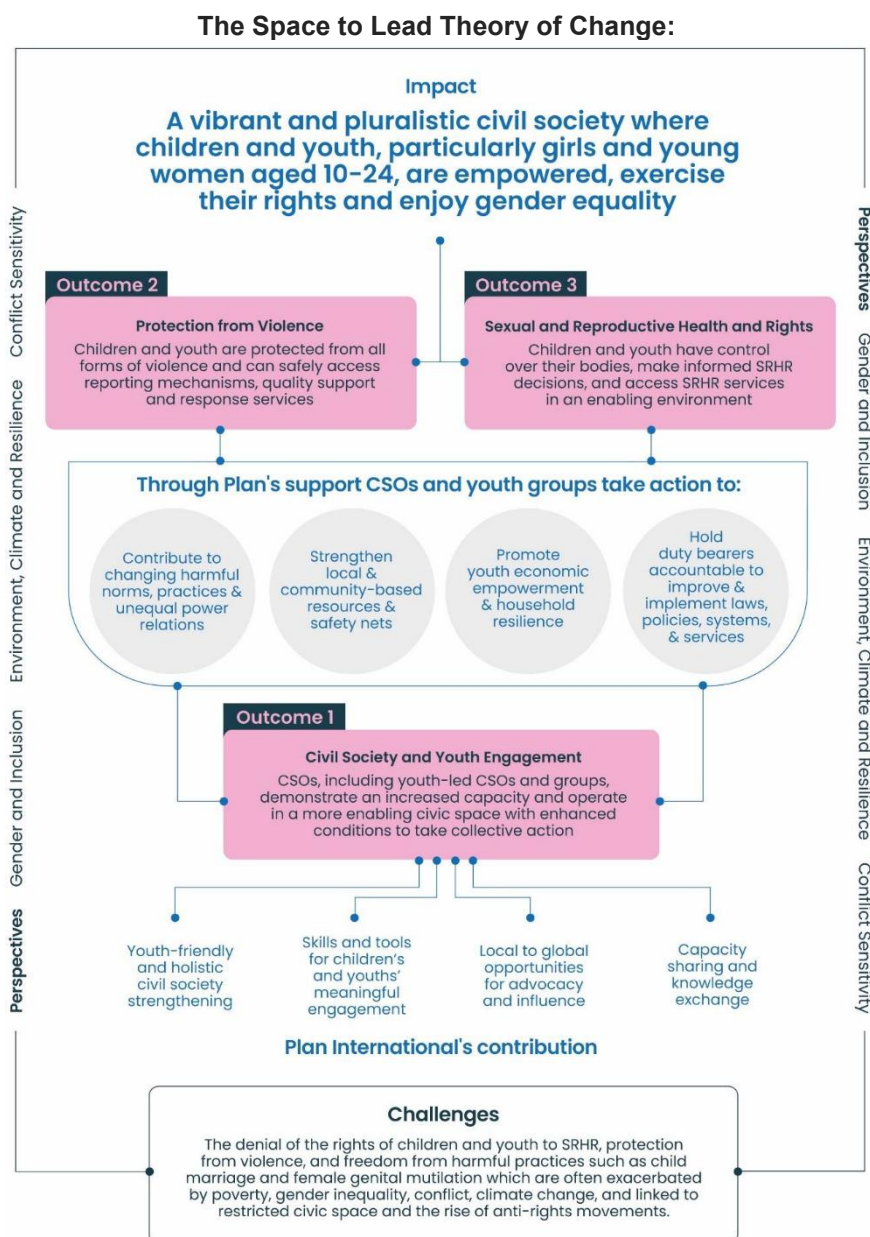 The Space to Lead Theory of Change:
Impact
A vibrant and pluralistic civil society where
children and youth, particularly girls and young
women aged 10-24, are empowered, exercise
their rights and enjoy gender equality
Outcome 2
Protection from Violence
Children and youth are protected from all
forms of violence and can safely access
reporting mechanisms, quality support
and response services
Outcome 3
Sexual and Reproductive Health and Rights
Children and youth have control
over their bodies, make informed SRHR
decisions, and access SRHR services
in an enabling environment
Through Plan's support CSOs and youth groups take action to:
Contribute to
changing harmful
norms, practices &
unequal power
relations
Strengthen
local &
community-based
resources &
safety nets
Promote
youth economic
empowerment
& household
resilience
Hold
duty bearers
accountable to
improve &
implement laws,
policies, systems,
& services
Outcome 1
Civil Society and Youth Engagement
CSOs, including youth-led CSOs and groups,
demonstrate an increased capacity and operate
in a more enabling civic space with enhanced
conditions to take collective action
Youth-friendly
and holistic
civil society
strengthening
Skills and tools
for children's
and youths'
meaningful
engagement
Local to global
opportunities
for advocacy
and influence
Capacity
sharing and
knowledge
exchange
Plan International's contribution
Challenges
The denial of the rights of children and youth to SRHR, protection
from violence, and freedom from harmful practices such as child
marriage and female genital mutilation which are often exacerbated
by poverty, gender inequality, conflict, climate change, and linked to
restricted civic space and the rise of anti-rights movements.
Perspectives Gender and Inclusion Environment, Climate and Resilience Conflict Sensitivity
Perspectives Gender and Inclusion Environment, Climate and Resilience Conflict Sensitivity